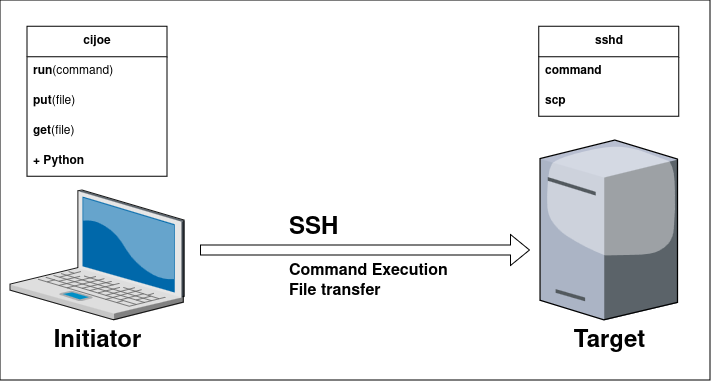 cijoe
run(command)
put(file)
get(file)
+ Python
sshd
command
scp
SSH
Command Execution
File transfer
Initiator
Target